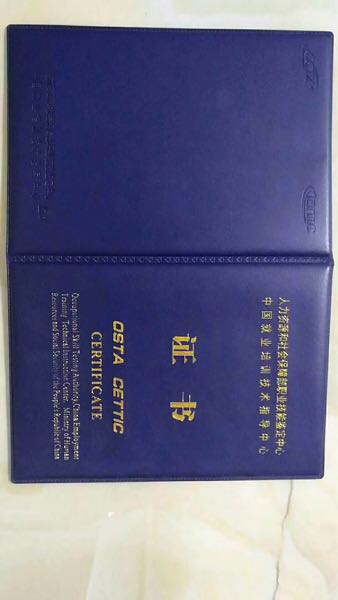 人力资源和社会保障部职业技能鉴定中心
中国就业培训技术指导中心
证书
OSTA CETTIC
CERTIFICATE
Occupational Skill Testing Authority, China Employment
Training Technical Instruction Center, Ministry of Human
Resource and Social Security of the People's Republic of China